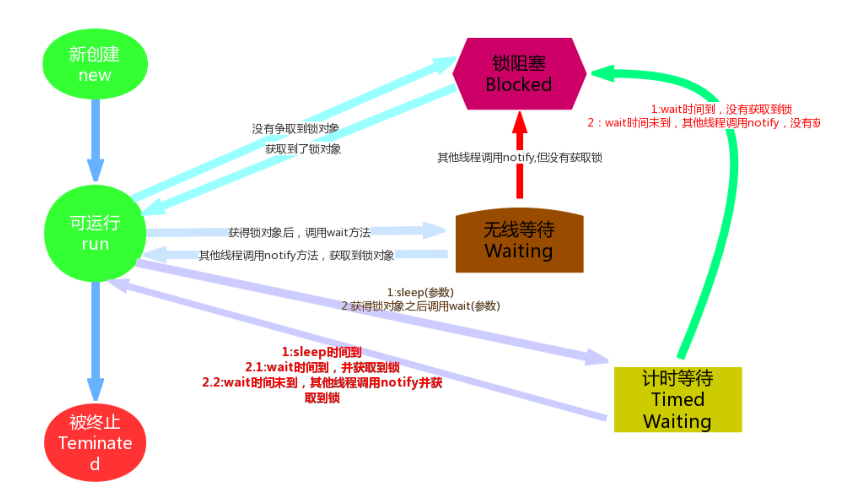 新创建
new
锁阻塞
Blocked
1:wait时间到，没有获取到锁
2：wait时间未到，其他线程调用notify，没有获
没有争取到锁对象
获取到了锁对象
其他线程调用notify,但没有获取锁
可运行
run
获得锁对象后，调用wait方法
其他线程调用notify方法，获取到锁对象
无线等待
Waiting
1:sleep(参数)
2:获得锁对象之后调用wait(参数)
1:sleep时间到
2.1:wait时间到，并获取到锁
2.2:wait时间未到，其他线程调用notify并获
取到锁
计时等待
Timed
Waiting
被终止
Teminate
d